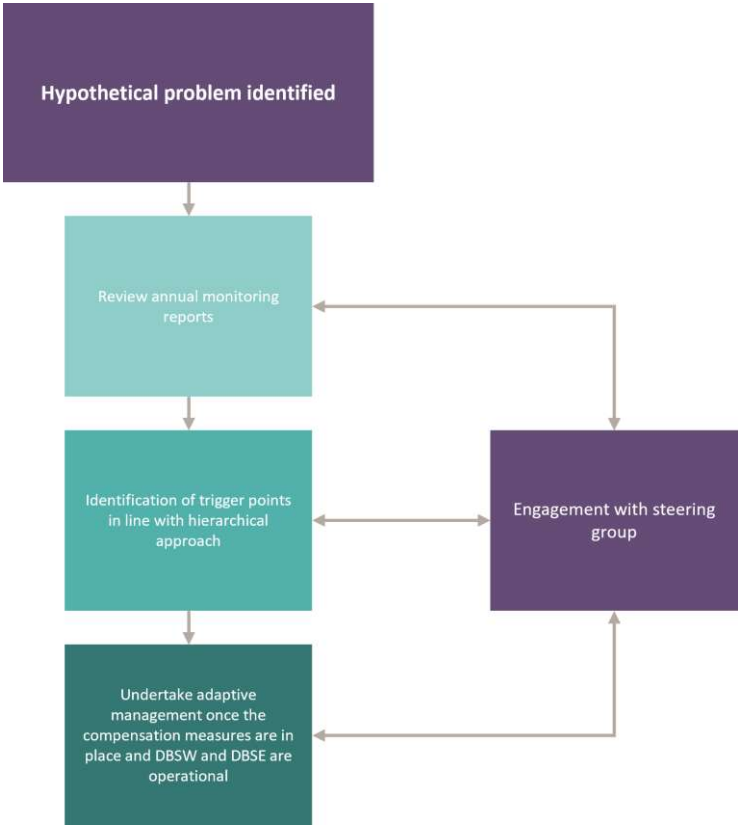 Hypothetical problem identified
Review annual monitoring
reports
Identification of trigger points
in line with hierarchical
approach
Engagement with steering
group
Undertake adaptive
management once the
compensation measures are in
place and DBSW and DBSE are
operational